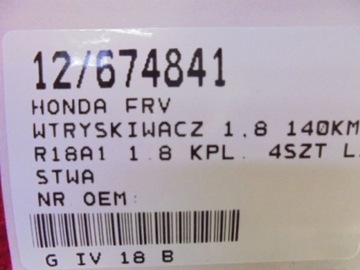 12/674841
HONDA FRV
WTRYSKIWACZ 1,8 140KM
R18A1 1.8 KPL. 4SZT L.
STWA
NR OEM:
G IV 18 B